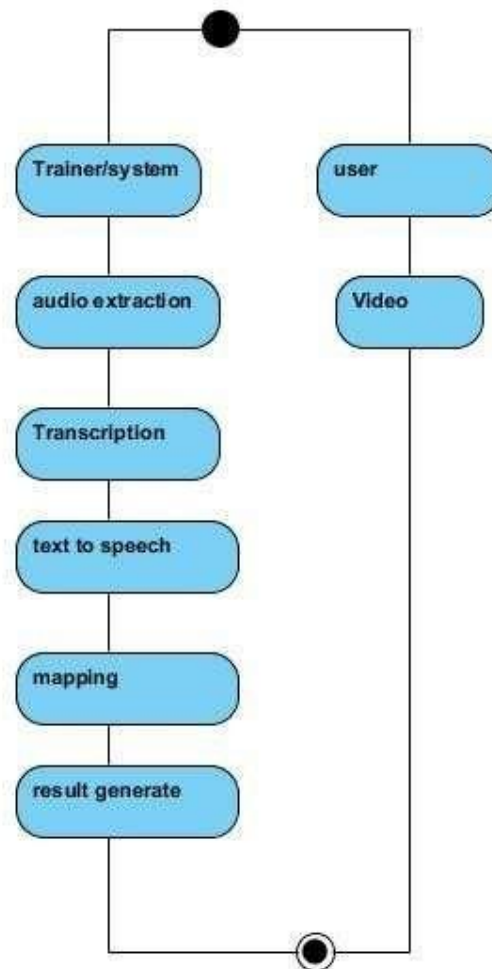 Trainer/system
user
audio extraction
Video
Transcription
text to speech
mapping
result generate